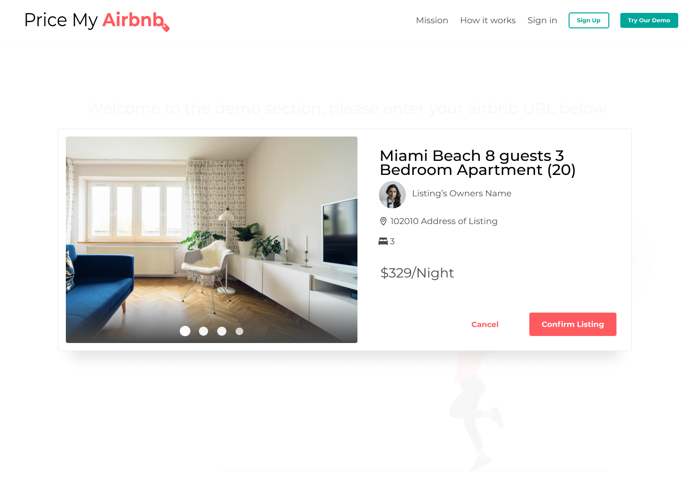 Price My Airbnb
Mission How it works Sign in Sign Up Try Our Demo
Welcome to the demo section, please enter your airbnb URL below
Miami Beach 8 guests 3
Bedroom Apartment (20)
Listing's Owners Name
102010 Address of Listing
3
$329/Night
Cancel Confirm Listing